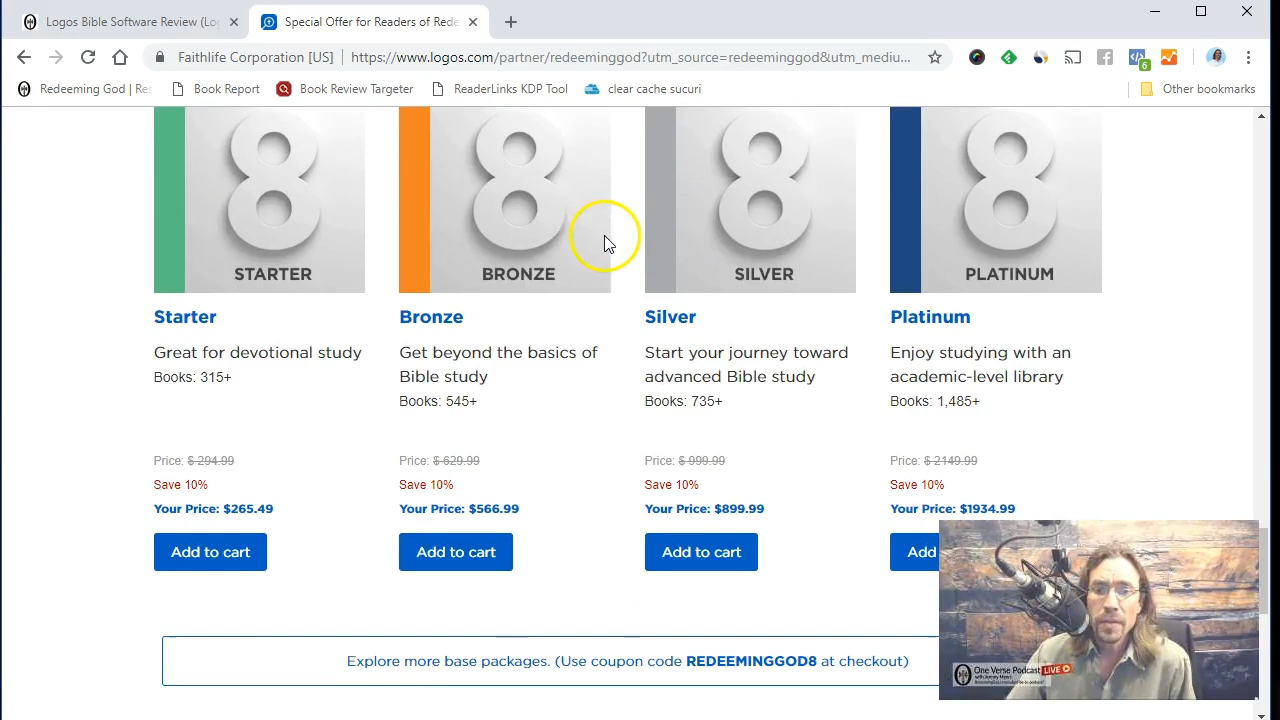 Logos Bible Software Review (Lo
Special Offer for Readers of Rede
Faithlife Corporation [US]
https://www.logos.com/partner/redeeminggod?utm_source=redeeminggod&utm_mediu...
6
Redeeming God | Re
Book Report
Book Review Targeter
ReaderLinks KDP Tool
clear cache sucuri
Other bookmarks
8
STARTER
8
BRONZE
8
SILVER
8
PLATINUM
Starter
Great for devotional study
Books: 315+
Bronze
Get beyond the basics of
Bible study
Books: 545+
Silver
Start your journey toward
advanced Bible study
Books: 735+
Platinum
Enjoy studying with an
academic-level library
Books: 1,485+
Price: $ 294.99
Save 10%
Your Price: $265.49
Add to cart
Price: $ 629.99
Save 10%
Your Price: $566.99
Add to cart
Price: $ 999.99
Save 10%
Your Price: $899.99
Add to cart
Price: $ 2149.99
Save 10%
Your Price: $1934.99
Add
Explore more base packages. (Use coupon code REDEEMINGGOD8 at checkout)
One Verse Podcast LIVE
with Jeremy Myers